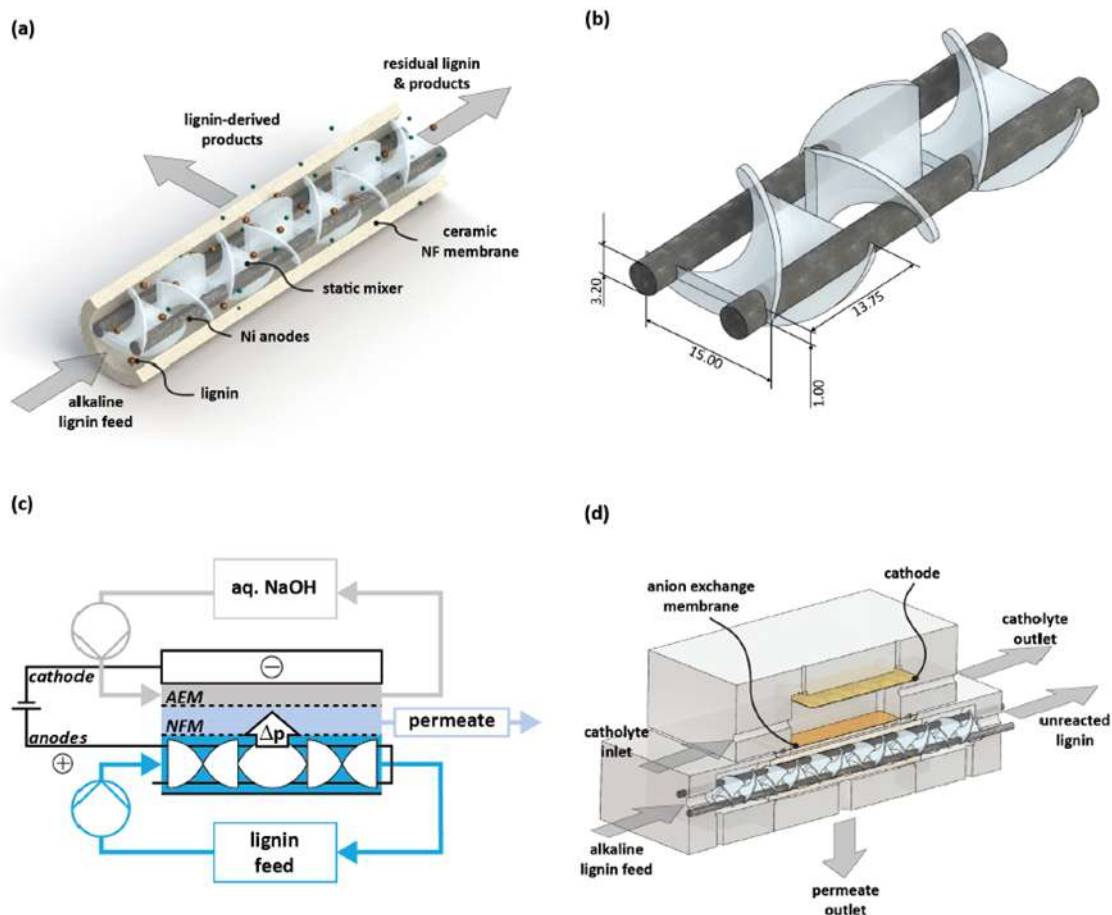 (a)
residual lignin
& products
lignin-derived
products
ceramic
NF membrane
static mixer
Ni anodes
lignin
alkaline
lignin feed
(b)
3.20
15.00
13.75
1.00
(c)
aq. NaOH
cathode
−
AEM
NFM
Δp
permeate
anodes
+
lignin
feed
(d)
cathode
anion exchange
membrane
catholyte
outlet
unreacted
lignin
catholyte
inlet
alkaline
lignin feed
permeate
outlet